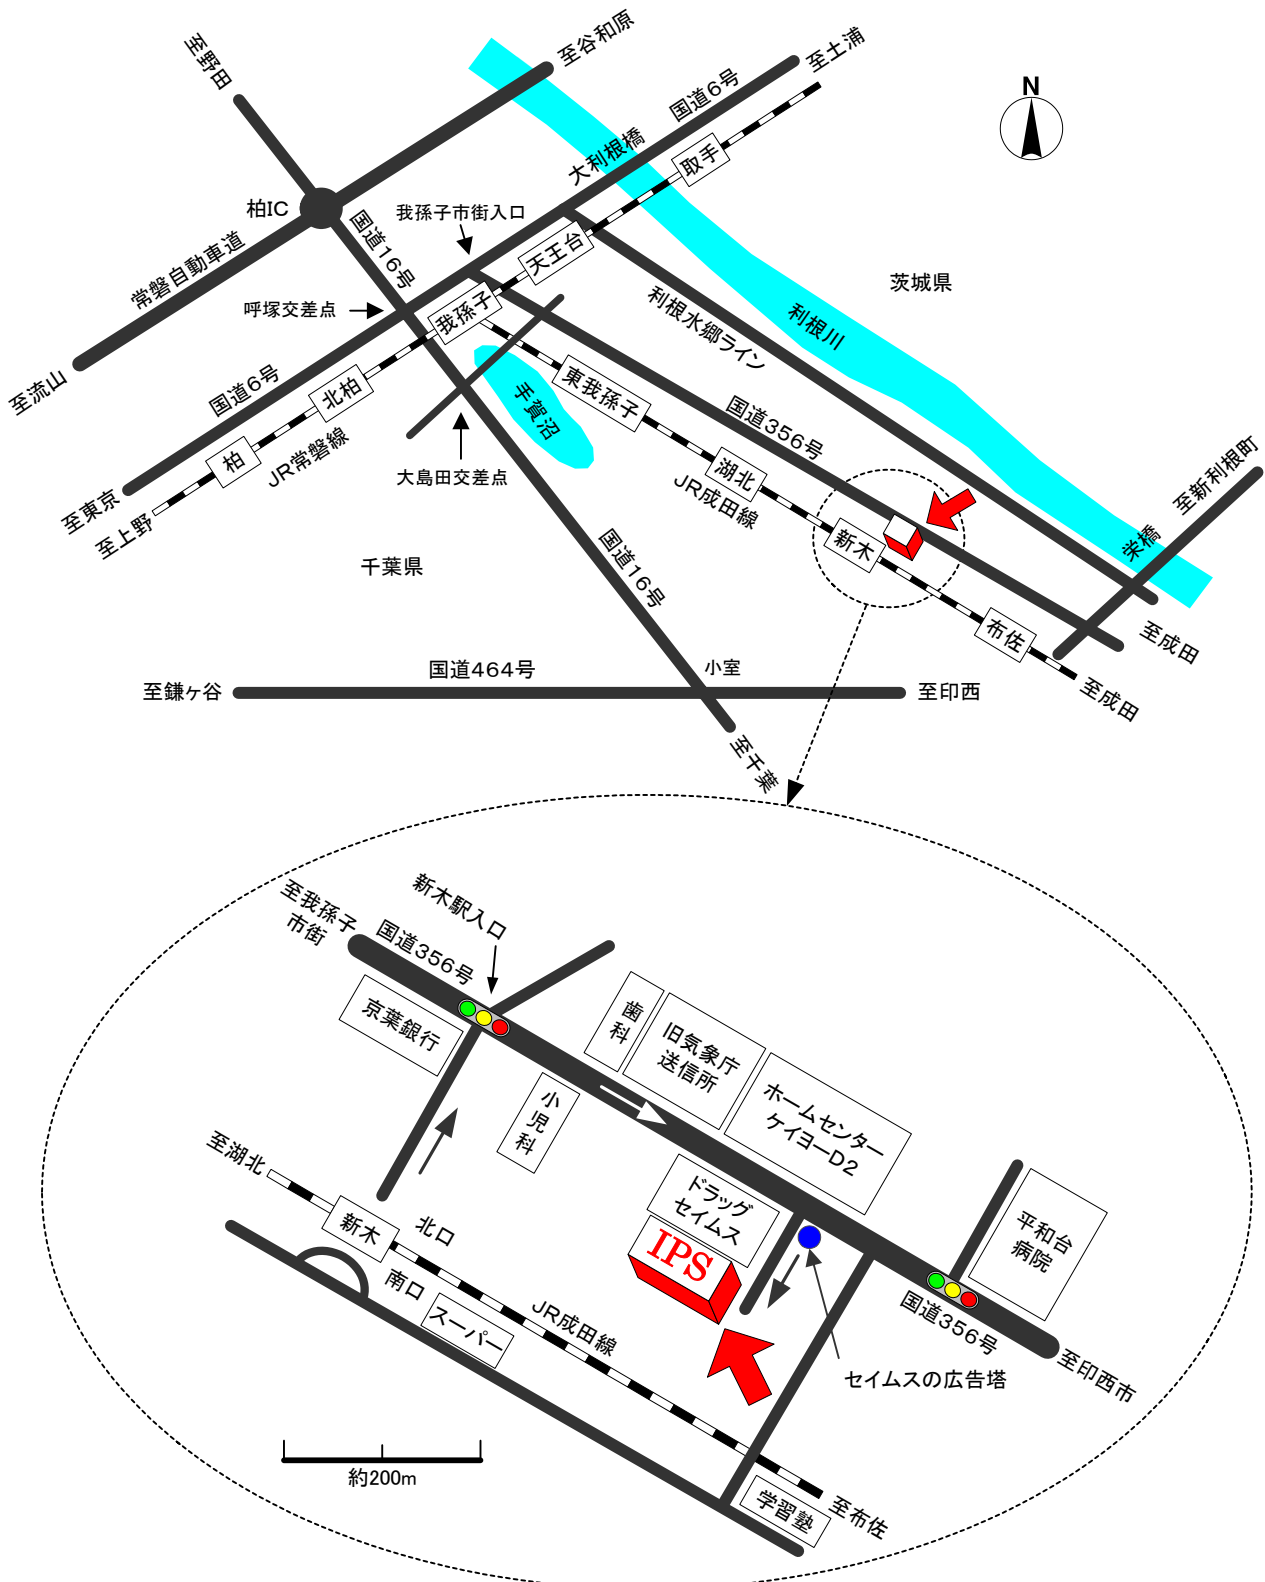 至野田
至谷和原
国道6号
至土浦
N
大利根橋
取手
柏IC
国道16号
我孫子市街入口
天王台
常磐自動車道
茨城県
呼塚交差点
我孫子
利根水郷ライン
利根川
至流山
国道6号
北柏
手賀沼
東我孫子
国道356号
柏
JR常磐線
大島田交差点
湖北
JR成田線
至新利根町
至東京
至上野
新木
栄橋
千葉県
国道16号
布佐
至成田
至成田
国道464号
小室
至鎌ヶ谷
至印西
至千葉
至我孫子
市街
国道356号
新木駅入口
京葉銀行
歯科
旧気象庁
送信所
ホームセンター
ケイヨーD2
小児科
至湖北
新木
北口
南口
スーパー
JR成田線
ドラッグ
セイムス
IPS
平和台
病院
国道356号
至印西市
セイムスの広告塔
約200m
学習塾
至布佐